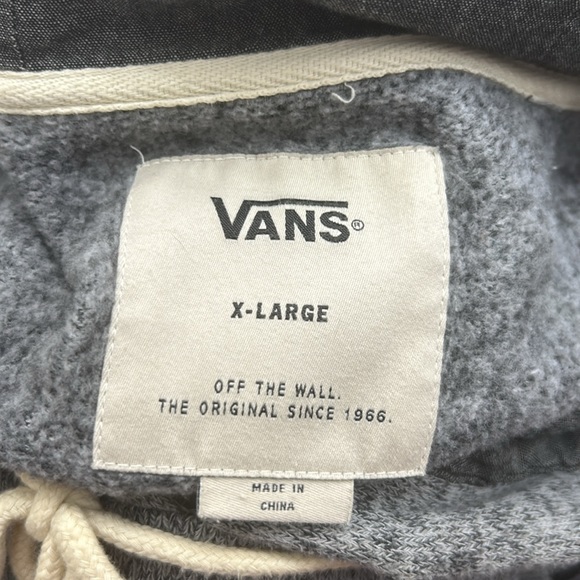 VANS®
X-LARGE
OFF THE WALL.
THE ORIGINAL SINCE 1966.
MADE IN
CHINA